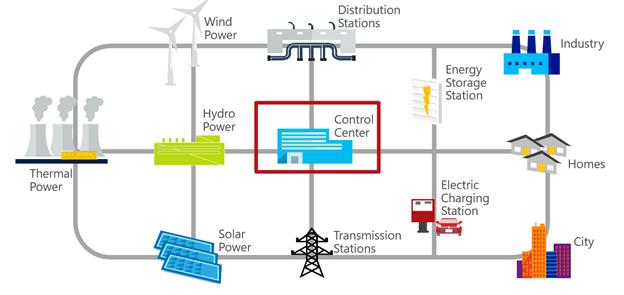 Wind
Power
Distribution
Stations
Industry
Energy
Storage
Station
Hydro
Power
Control
Center
Thermal
Power
Homes
Electric
Charging
Station
Solar
Power
Transmission
Stations
City